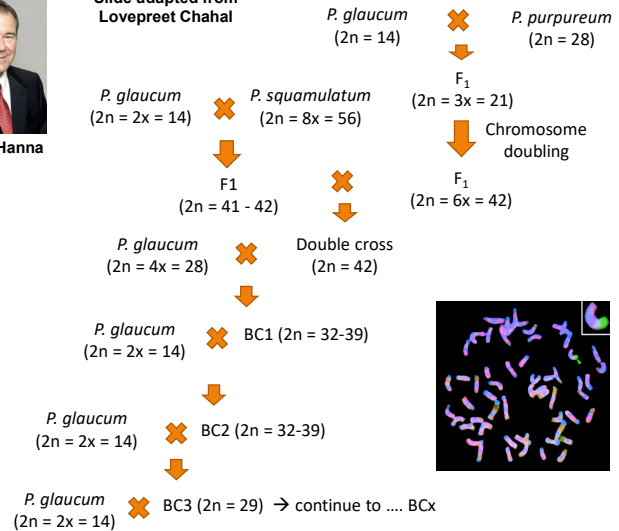 Slide adapted from
Lovepreet Chahal
Hanna
P. glaucum
(2n = 14)
P. purpureum
(2n = 28)
F1
(2n = 3x = 21)
Chromosome
doubling
F1
(2n = 6x = 42)
P. glaucum
(2n = 2x = 14)
P. squamulatum
(2n = 8x = 56)
F1
(2n = 41 - 42)
Double cross
(2n = 42)
P. glaucum
(2n = 4x = 28)
P. glaucum
(2n = 2x = 14)
BC1 (2n = 32-39)
P. glaucum
(2n = 2x = 14)
BC2 (2n = 32-39)
P. glaucum
(2n = 2x = 14)
BC3 (2n = 29) → continue to .... BCx